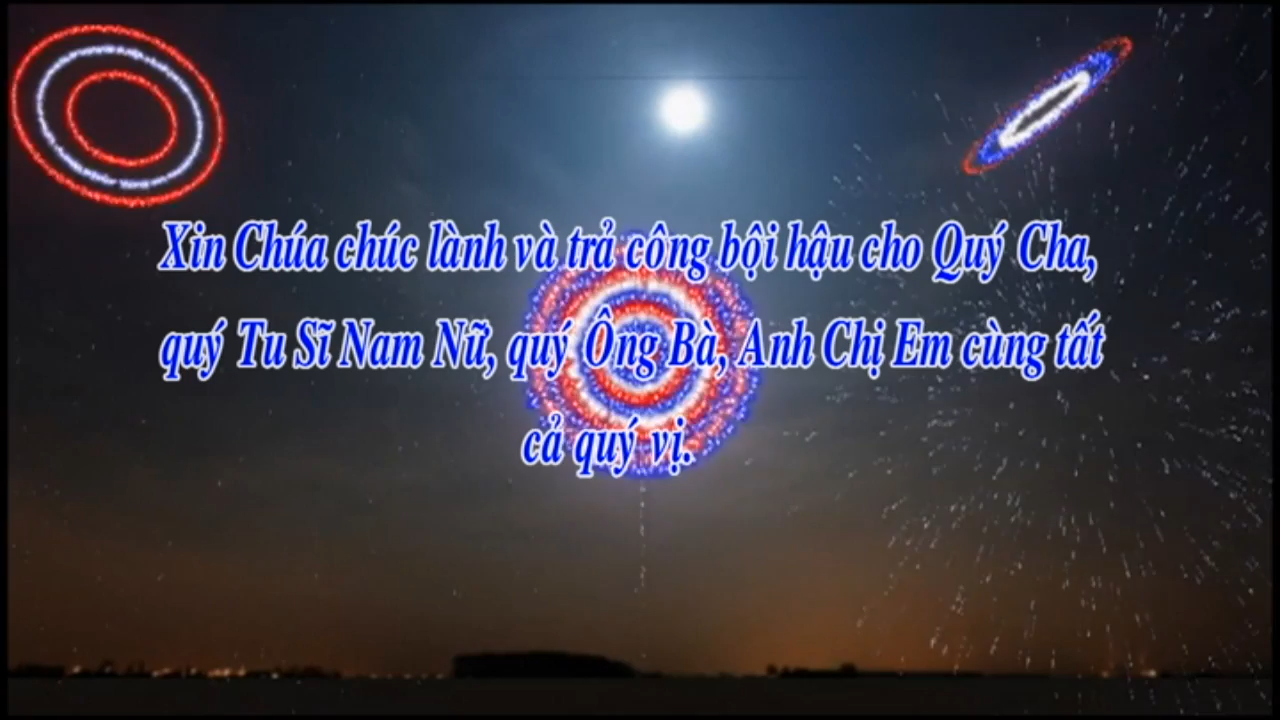 Xin Chúa chúc lành và trả công bội hậu cho Quý Cha,
quý Tu Sĩ Nam Nữ, quý Ông Bà, Anh Chị Em cùng tất
cả quý vị.